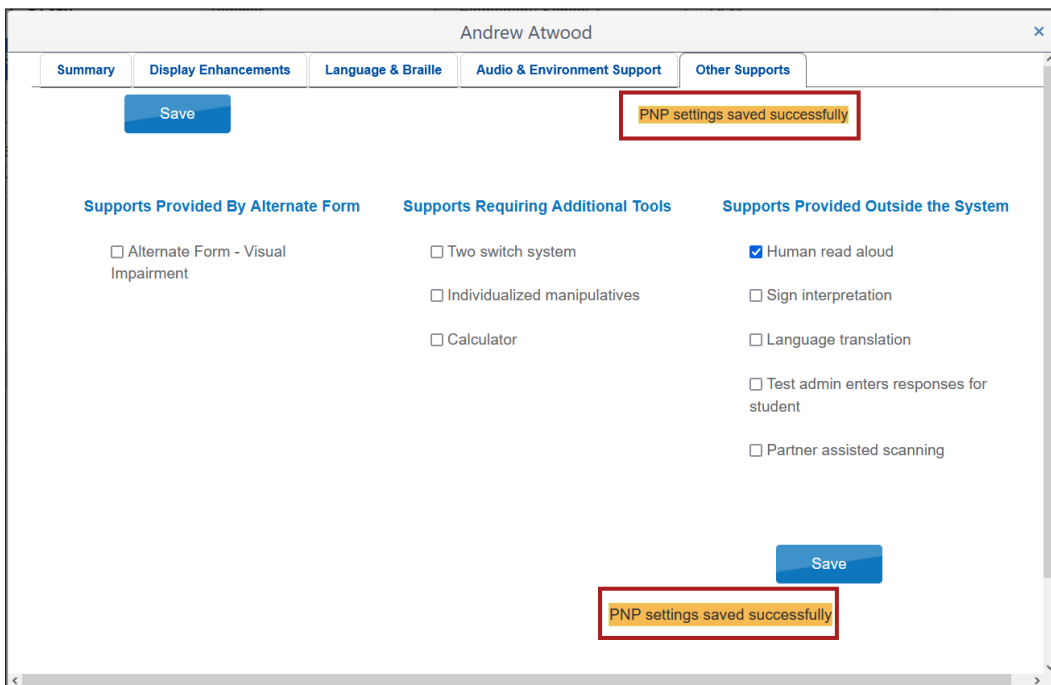 Andrew Atwood
×
Summary
Display Enhancements
Language & Braille
Audio & Environment Support
Other Supports
Save
PNP settings saved successfully
Supports Provided By Alternate Form
Alternate Form - Visual
Impairment
Supports Requiring Additional Tools
Two switch system
Individualized manipulatives
Calculator
Supports Provided Outside the System
Human read aloud
Sign interpretation
Language translation
Test admin enters responses for
student
Partner assisted scanning
Save
PNP settings saved successfully